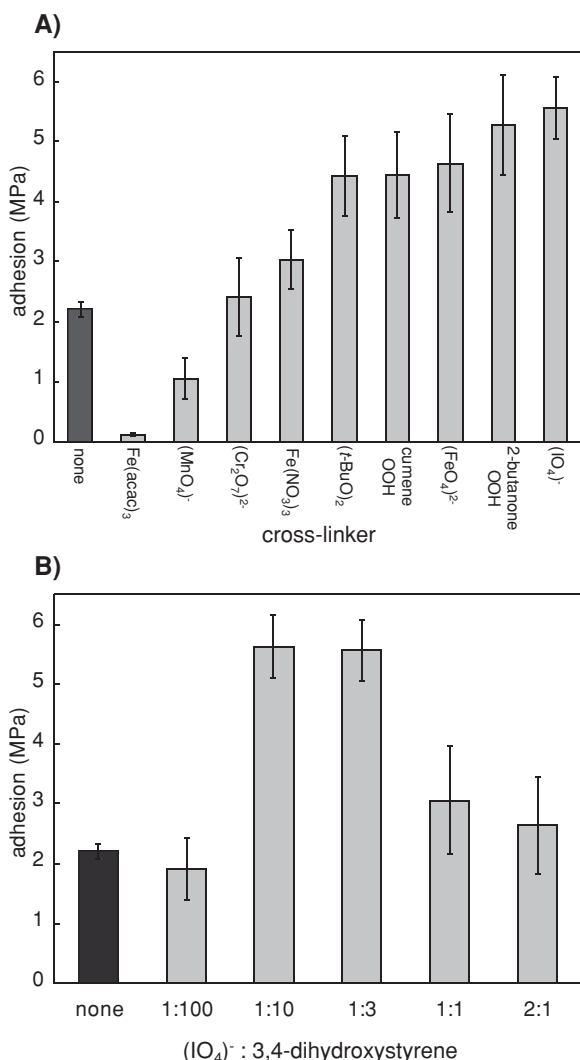 A)
6
5
4
3
2
1
0
adhesion (MPa)
none
Fe(acac)₃
(MnO₄)⁻
(Cr₂O₇)²⁻
Fe(NO₃)₃
(t-BuO)₂
cumene
OOH
(FeO₄)²⁻
2-butanone
OOH
(IO₄)⁻
cross-linker
B)
6
5
4
3
2
1
0
adhesion (MPa)
none 1:100 1:10 1:3 1:1 2:1
(IO₄)⁻ : 3,4-dihydroxystyrene